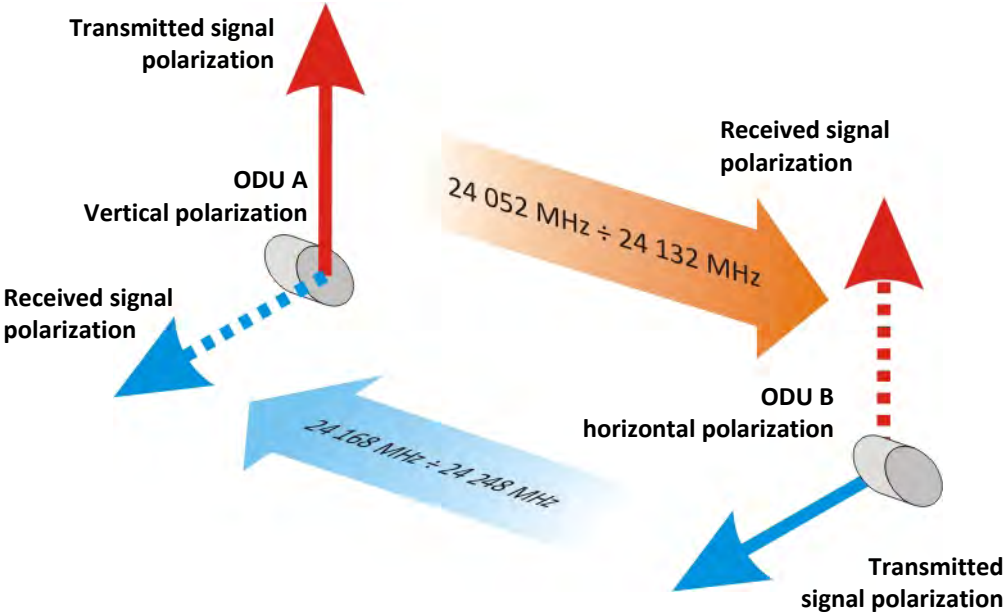 Transmitted signal
polarization
ODU A
Vertical polarization
Received signal
polarization
24 052 MHz ÷ 24 132 MHz
Received signal
polarization
24 168 MHz ÷ 24 248 MHz
ODU B
horizontal polarization
Transmitted
signal polarization